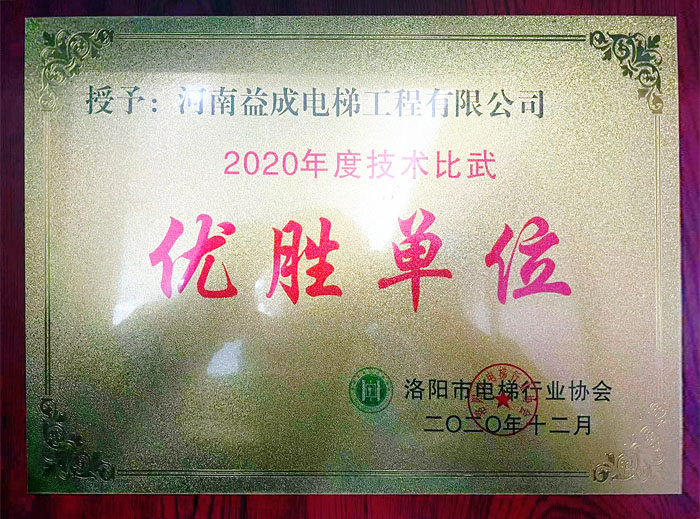 授予：河南益成电梯工程有限公司
2020年度技术比武
优胜单位
洛阳市电梯行业协会
二〇二〇年十二月